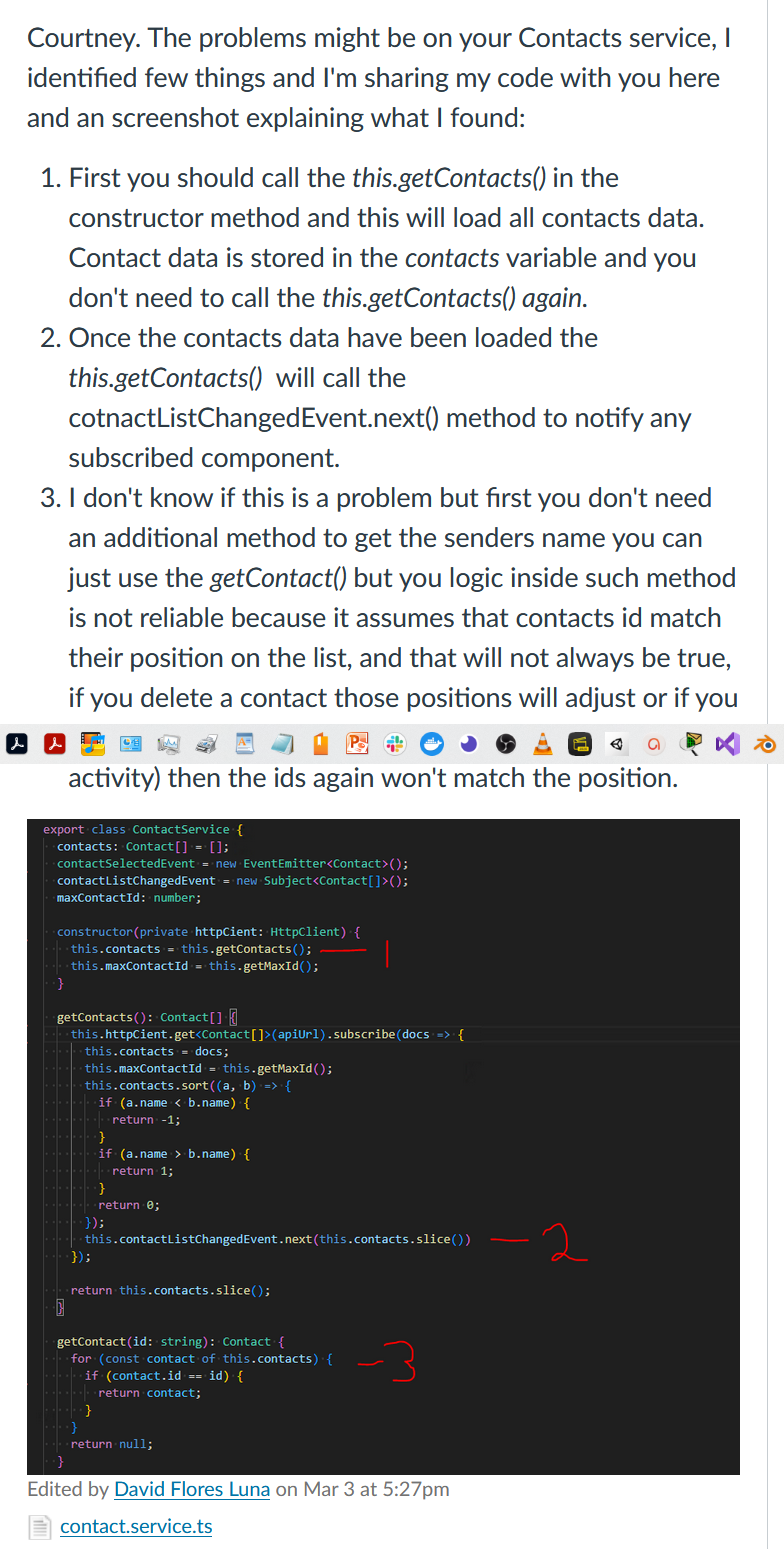 Courtney. The problems might be on your Contacts service, I
identified few things and I'm sharing my code with you here
and an screenshot explaining what I found:
1. First you should call the this.getContacts() in the
constructor method and this will load all contacts data.
Contact data is stored in the contacts variable and you
don't need to call the this.getContacts() again.
2. Once the contacts data have been loaded the
this.getContacts() will call the
cotnactListChangedEvent.next() method to notify any
subscribed component.
3. I don't know if this is a problem but first you don't need
an additional method to get the senders name you can
just use the getContact() but you logic inside such method
is not reliable because it assumes that contacts id match
their position on the list, and that will not always be true,
if you delete a contact those positions will adjust or if you
activity) then the ids again won't match the position.
export class ContactService {
contacts: Contact[] = [];
contactSelectedEvent = new EventEmitter<Contact>();
contactListChangedEvent = new Subject<Contact[]>();
maxContactId: number;
constructor(private httpCient: HttpClient) {
this.contacts = this.getContacts(); 1
this.maxContactId = this.getMaxId();
}
getContacts(): Contact[] {
this.httpCient.get<Contact[]>(apiUrl).subscribe(docs => {
this.contacts = docs;
this.maxContactId = this.getMaxId();
this.contacts.sort((a, b) => {
if (a.name < b.name) {
return -1;
}
if (a.name > b.name) {
return 1;
}
return 0;
});
this.contactListChangedEvent.next(this.contacts.slice()) 2
});
return this.contacts.slice();
}
getContact(id: string): Contact {
for (const contact of this.contacts) { 3
if (contact.id == id) {
return contact;
}
}
return null;
}
Edited by David Flores Luna on Mar 3 at 5:27pm
contact.service.ts